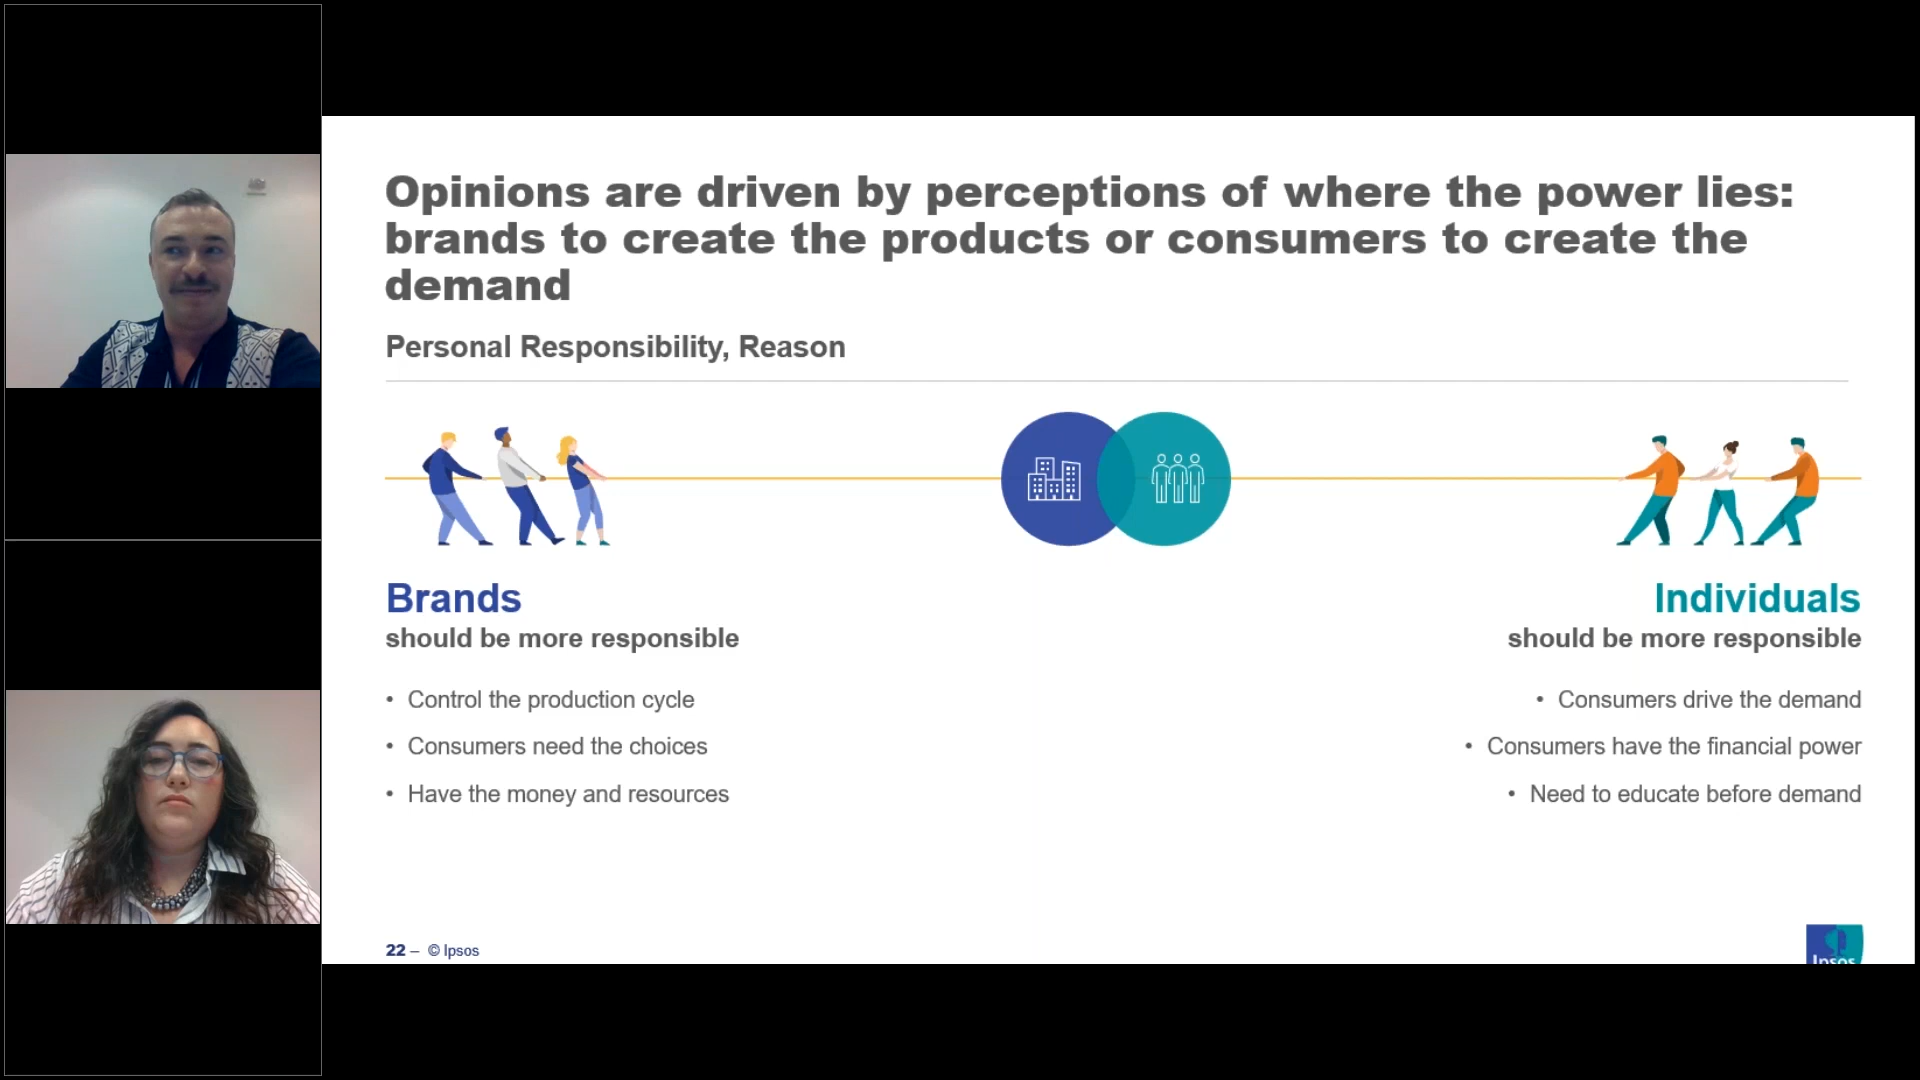 Opinions are driven by perceptions of where the power lies:
brands to create the products or consumers to create the
demand
Personal Responsibility, Reason
Brands
should be more responsible
• Control the production cycle
• Consumers need the choices
• Have the money and resources
Individuals
should be more responsible
• Consumers drive the demand
• Consumers have the financial power
• Need to educate before demand
22 – © Ipsos
Ipsos